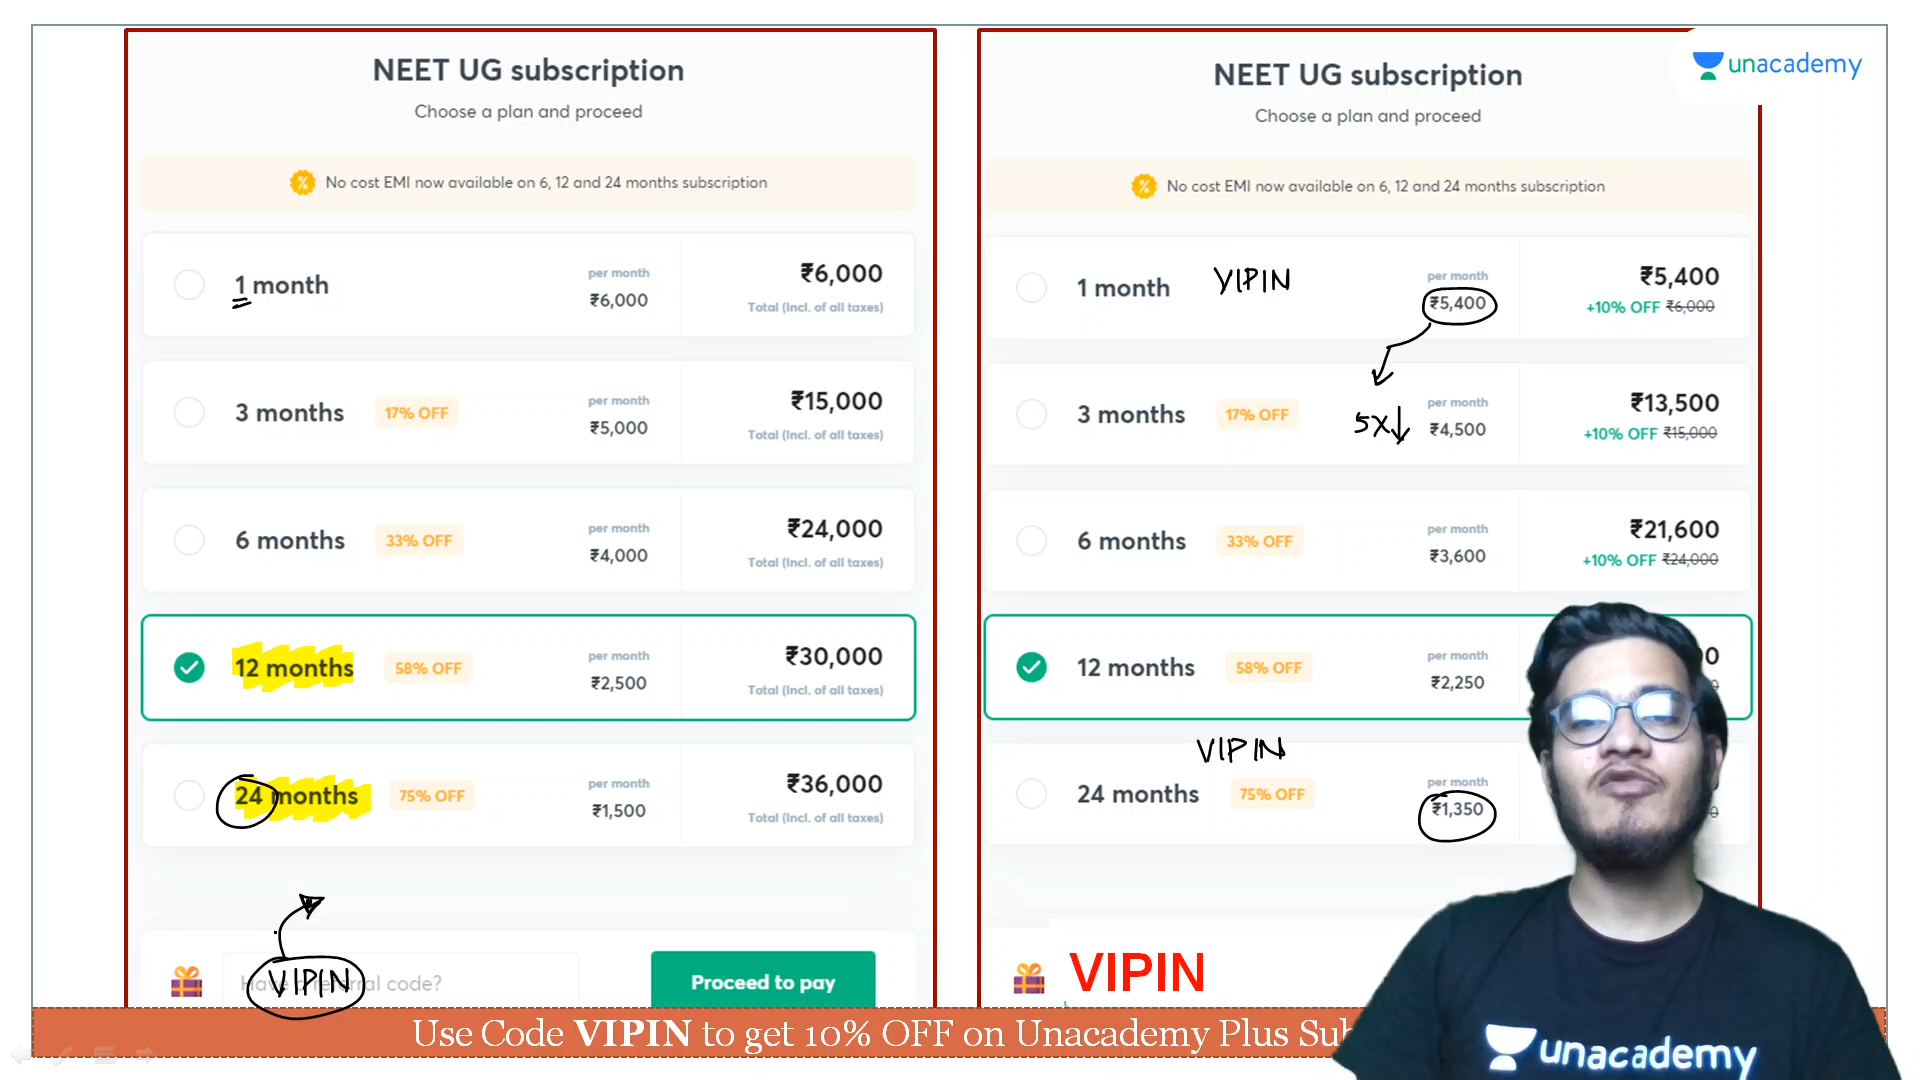 NEET UG subscription
Choose a plan and proceed
No cost EMI now available on 6, 12 and 24 months subscription
1 month
per month
₹6,000
₹6,000
Total (Incl. of all taxes)
3 months
17% OFF
per month
₹5,000
₹15,000
Total (Incl. of all taxes)
6 months
33% OFF
per month
₹4,000
₹24,000
Total (Incl. of all taxes)
12 months
58% OFF
per month
₹2,500
₹30,000
Total (Incl. of all taxes)
24 months
75% OFF
per month
₹1,500
₹36,000
Total (Incl. of all taxes)
VIPIN
code?
Proceed to pay
unacademy
NEET UG subscription
Choose a plan and proceed
No cost EMI now available on 6, 12 and 24 months subscription
1 month
VIPIN
per month
₹5,400
₹5,400
+10% OFF ₹6,000
3 months
17% OFF
5X↓
per month
₹4,500
₹13,500
+10% OFF ₹15,000
6 months
33% OFF
per month
₹3,600
₹21,600
+10% OFF ₹24,000
12 months
58% OFF
per month
₹2,250
VIPIN
24 months
75% OFF
per month
₹1,350
VIPIN
Use Code VIPIN to get 10% OFF on Unacademy Plus
unacademy